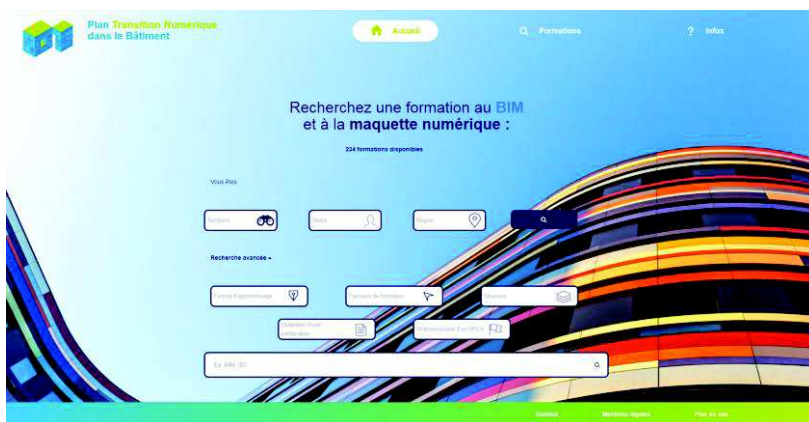 Plan Transition Numérique
dans le Bâtiment
Accueil
Formations
? Infos
Recherchez une formation au BIM
et à la maquette numérique :
234 formations disponibles
Vous êtes
Région
Recherche avancée
Format d'apprentissage
Parcours de formation
Obtention d'une
certification
Ex: BIM, 3D
Contact
Mentions légales
Plan du site